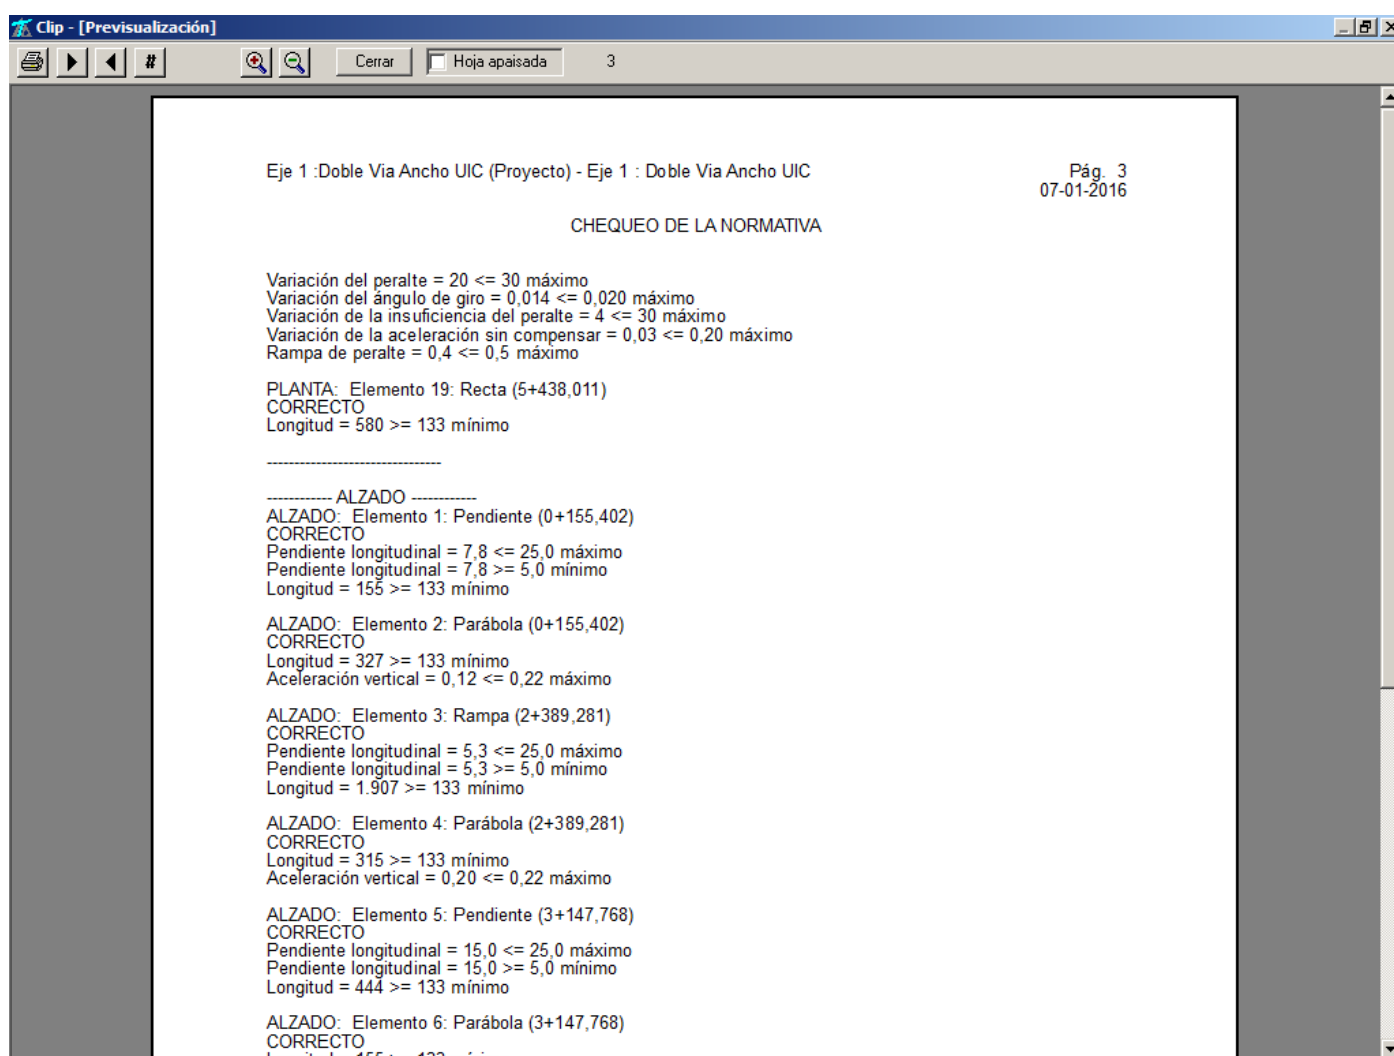 Clip - [Previsualización]
# Cerrar Hoja apaisada 3
Eje 1 :Doble Via Ancho UIC (Proyecto) - Eje 1 : Doble Via Ancho UIC Pág. 3
07-01-2016
CHEQUEO DE LA NORMATIVA
Variación del peralte = 20 <= 30 máximo
Variación del ángulo de giro = 0,014 <= 0,020 máximo
Variación de la insuficiencia del peralte = 4 <= 30 máximo
Variación de la aceleración sin compensar = 0,03 <= 0,20 máximo
Rampa de peralte = 0,4 <= 0,5 máximo
PLANTA: Elemento 19: Recta (5+438,011)
CORRECTO
Longitud = 580 >= 133 mínimo
--------------------------------
------------ ALZADO ------------
ALZADO: Elemento 1: Pendiente (0+155,402)
CORRECTO
Pendiente longitudinal = 7,8 <= 25,0 máximo
Pendiente longitudinal = 7,8 >= 5,0 mínimo
Longitud = 155 >= 133 mínimo
ALZADO: Elemento 2: Parábola (0+155,402)
CORRECTO
Longitud = 327 >= 133 mínimo
Aceleración vertical = 0,12 <= 0,22 máximo
ALZADO: Elemento 3: Rampa (2+389,281)
CORRECTO
Pendiente longitudinal = 5,3 <= 25,0 máximo
Pendiente longitudinal = 5,3 >= 5,0 mínimo
Longitud = 1.907 >= 133 mínimo
ALZADO: Elemento 4: Parábola (2+389,281)
CORRECTO
Longitud = 315 >= 133 mínimo
Aceleración vertical = 0,20 <= 0,22 máximo
ALZADO: Elemento 5: Pendiente (3+147,768)
CORRECTO
Pendiente longitudinal = 15,0 <= 25,0 máximo
Pendiente longitudinal = 15,0 >= 5,0 mínimo
Longitud = 444 >= 133 mínimo
ALZADO: Elemento 6: Parábola (3+147,768)
CORRECTO